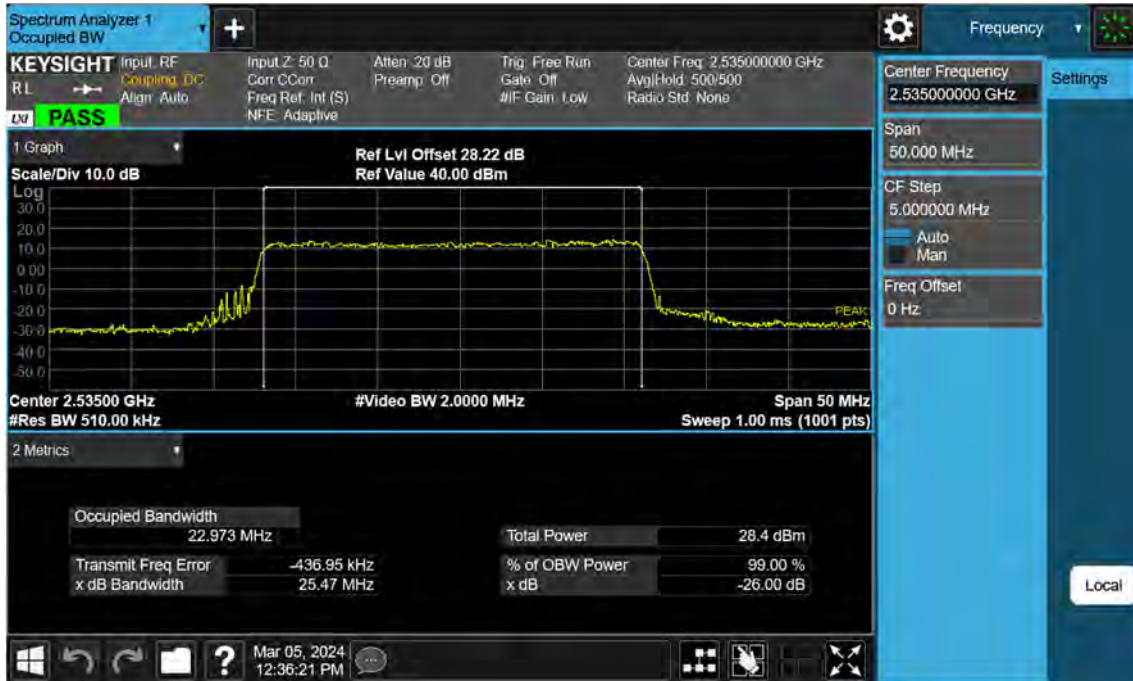 Spectrum Analyzer 1
Occupied BW
Frequency
KEYSIGHT
RL
LXI
PASS
Input: RF
Coupling: DC
Align: Auto
Input Z: 50 Ω
Corr CCorr
Freq Ref: Int (S)
NFE: Adaptive
Atten: 20 dB
Preamp: Off
Trig: Free Run
Gate: Off
#IF Gain: Low
Center Freq: 2.535000000 GHz
Avg|Hold: 500/500
Radio Std: None
1 Graph
Scale/Div 10.0 dB
Ref Lvl Offset 28.22 dB
Ref Value 40.00 dBm
Log
30.0
20.0
10.0
0.00
-10.0
-20.0
-30.0
-40.0
-50.0
PEAK
Center 2.53500 GHz
#Video BW 2.0000 MHz
Span 50 MHz
#Res BW 510.00 kHz
Sweep 1.00 ms (1001 pts)
2 Metrics
Occupied Bandwidth
22.973 MHz
Total Power 28.4 dBm
Transmit Freq Error -436.95 kHz
% of OBW Power 99.00 %
x dB Bandwidth 25.47 MHz
x dB -26.00 dB
Mar 05, 2024
12:36:21 PM
Center Frequency
2.535000000 GHz
Settings
Span
50.000 MHz
CF Step
5.000000 MHz
Auto
Man
Freq Offset
0 Hz
Local